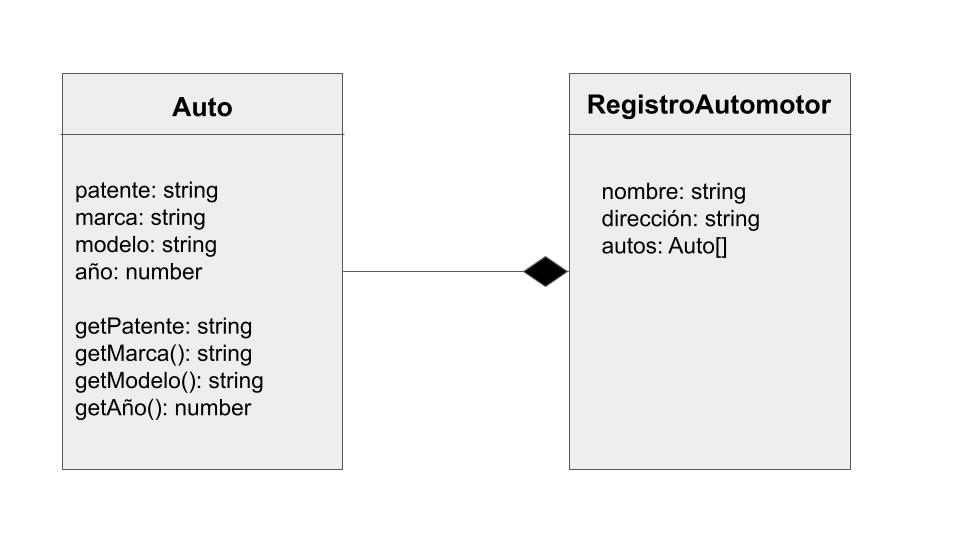 Auto
patente: string
marca: string
modelo: string
año: number
getPatente: string
getMarca(): string
getModelo(): string
getAño(): number
RegistroAutomotor
nombre: string
dirección: string
autos: Auto[]